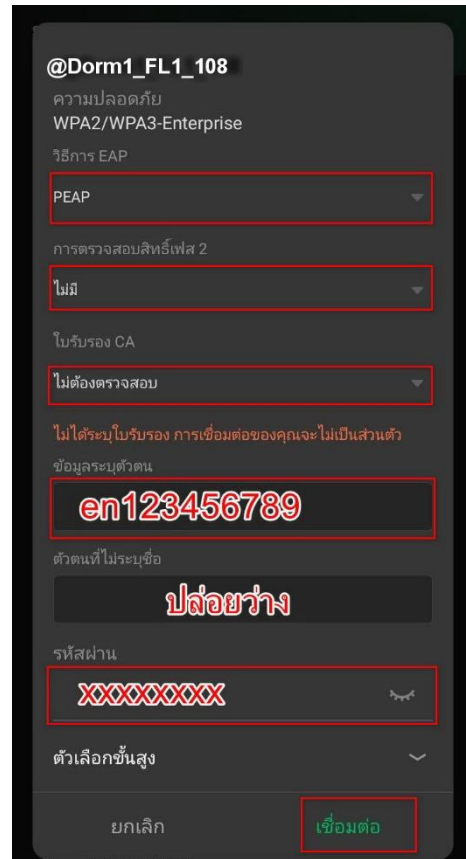 @Dorm1_FL1_108
ความปลอดภัย
WPA2/WPA3-Enterprise
วิธีการ EAP
PEAP
การตรวจสอบสิทธิ์เฟส 2
ไม่มี
ใบรับรอง CA
ไม่ต้องตรวจสอบ
ไม่ได้ระบุใบรับรอง การเชื่อมต่อของคุณจะไม่เป็นส่วนตัว
ข้อมูลระบุตัวตน
en123456789
ตัวตนที่ไม่ระบุชื่อ
ปล่อยว่าง
รหัสผ่าน
xxxxxxxx
ตัวเลือกขั้นสูง
ยกเลิก
เชื่อมต่อ